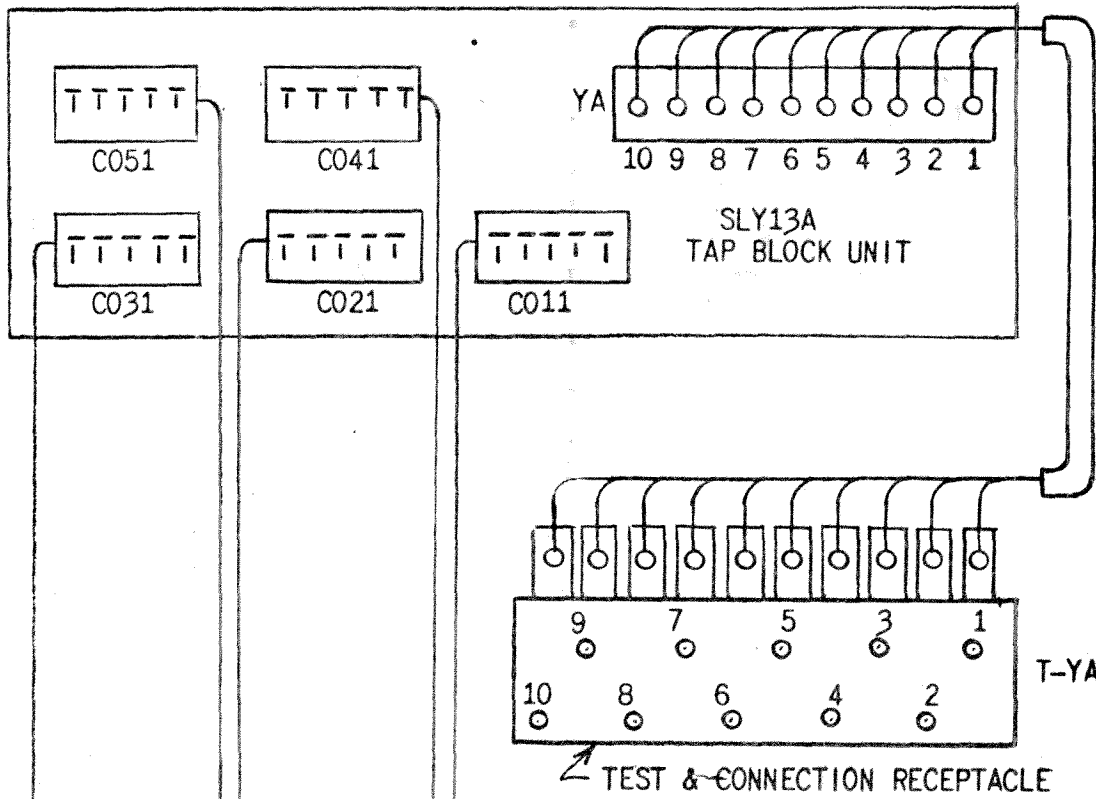 YA
10 9 8 7 6 5 4 3 2 1
C051
C041
SLY13A
TAP BLOCK UNIT
C031
C021
C011
9 7 5 3 1
T-YA
10 8 6 4 2
TEST & CONNECTION RECEPTACLE